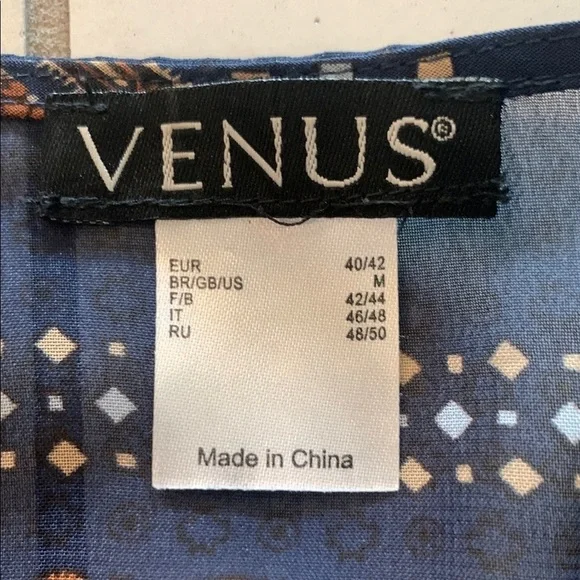 VENUS®
EUR 40/42
BR/GB/US M
F/B 42/44
IT 46/48
RU 48/50
Made in China